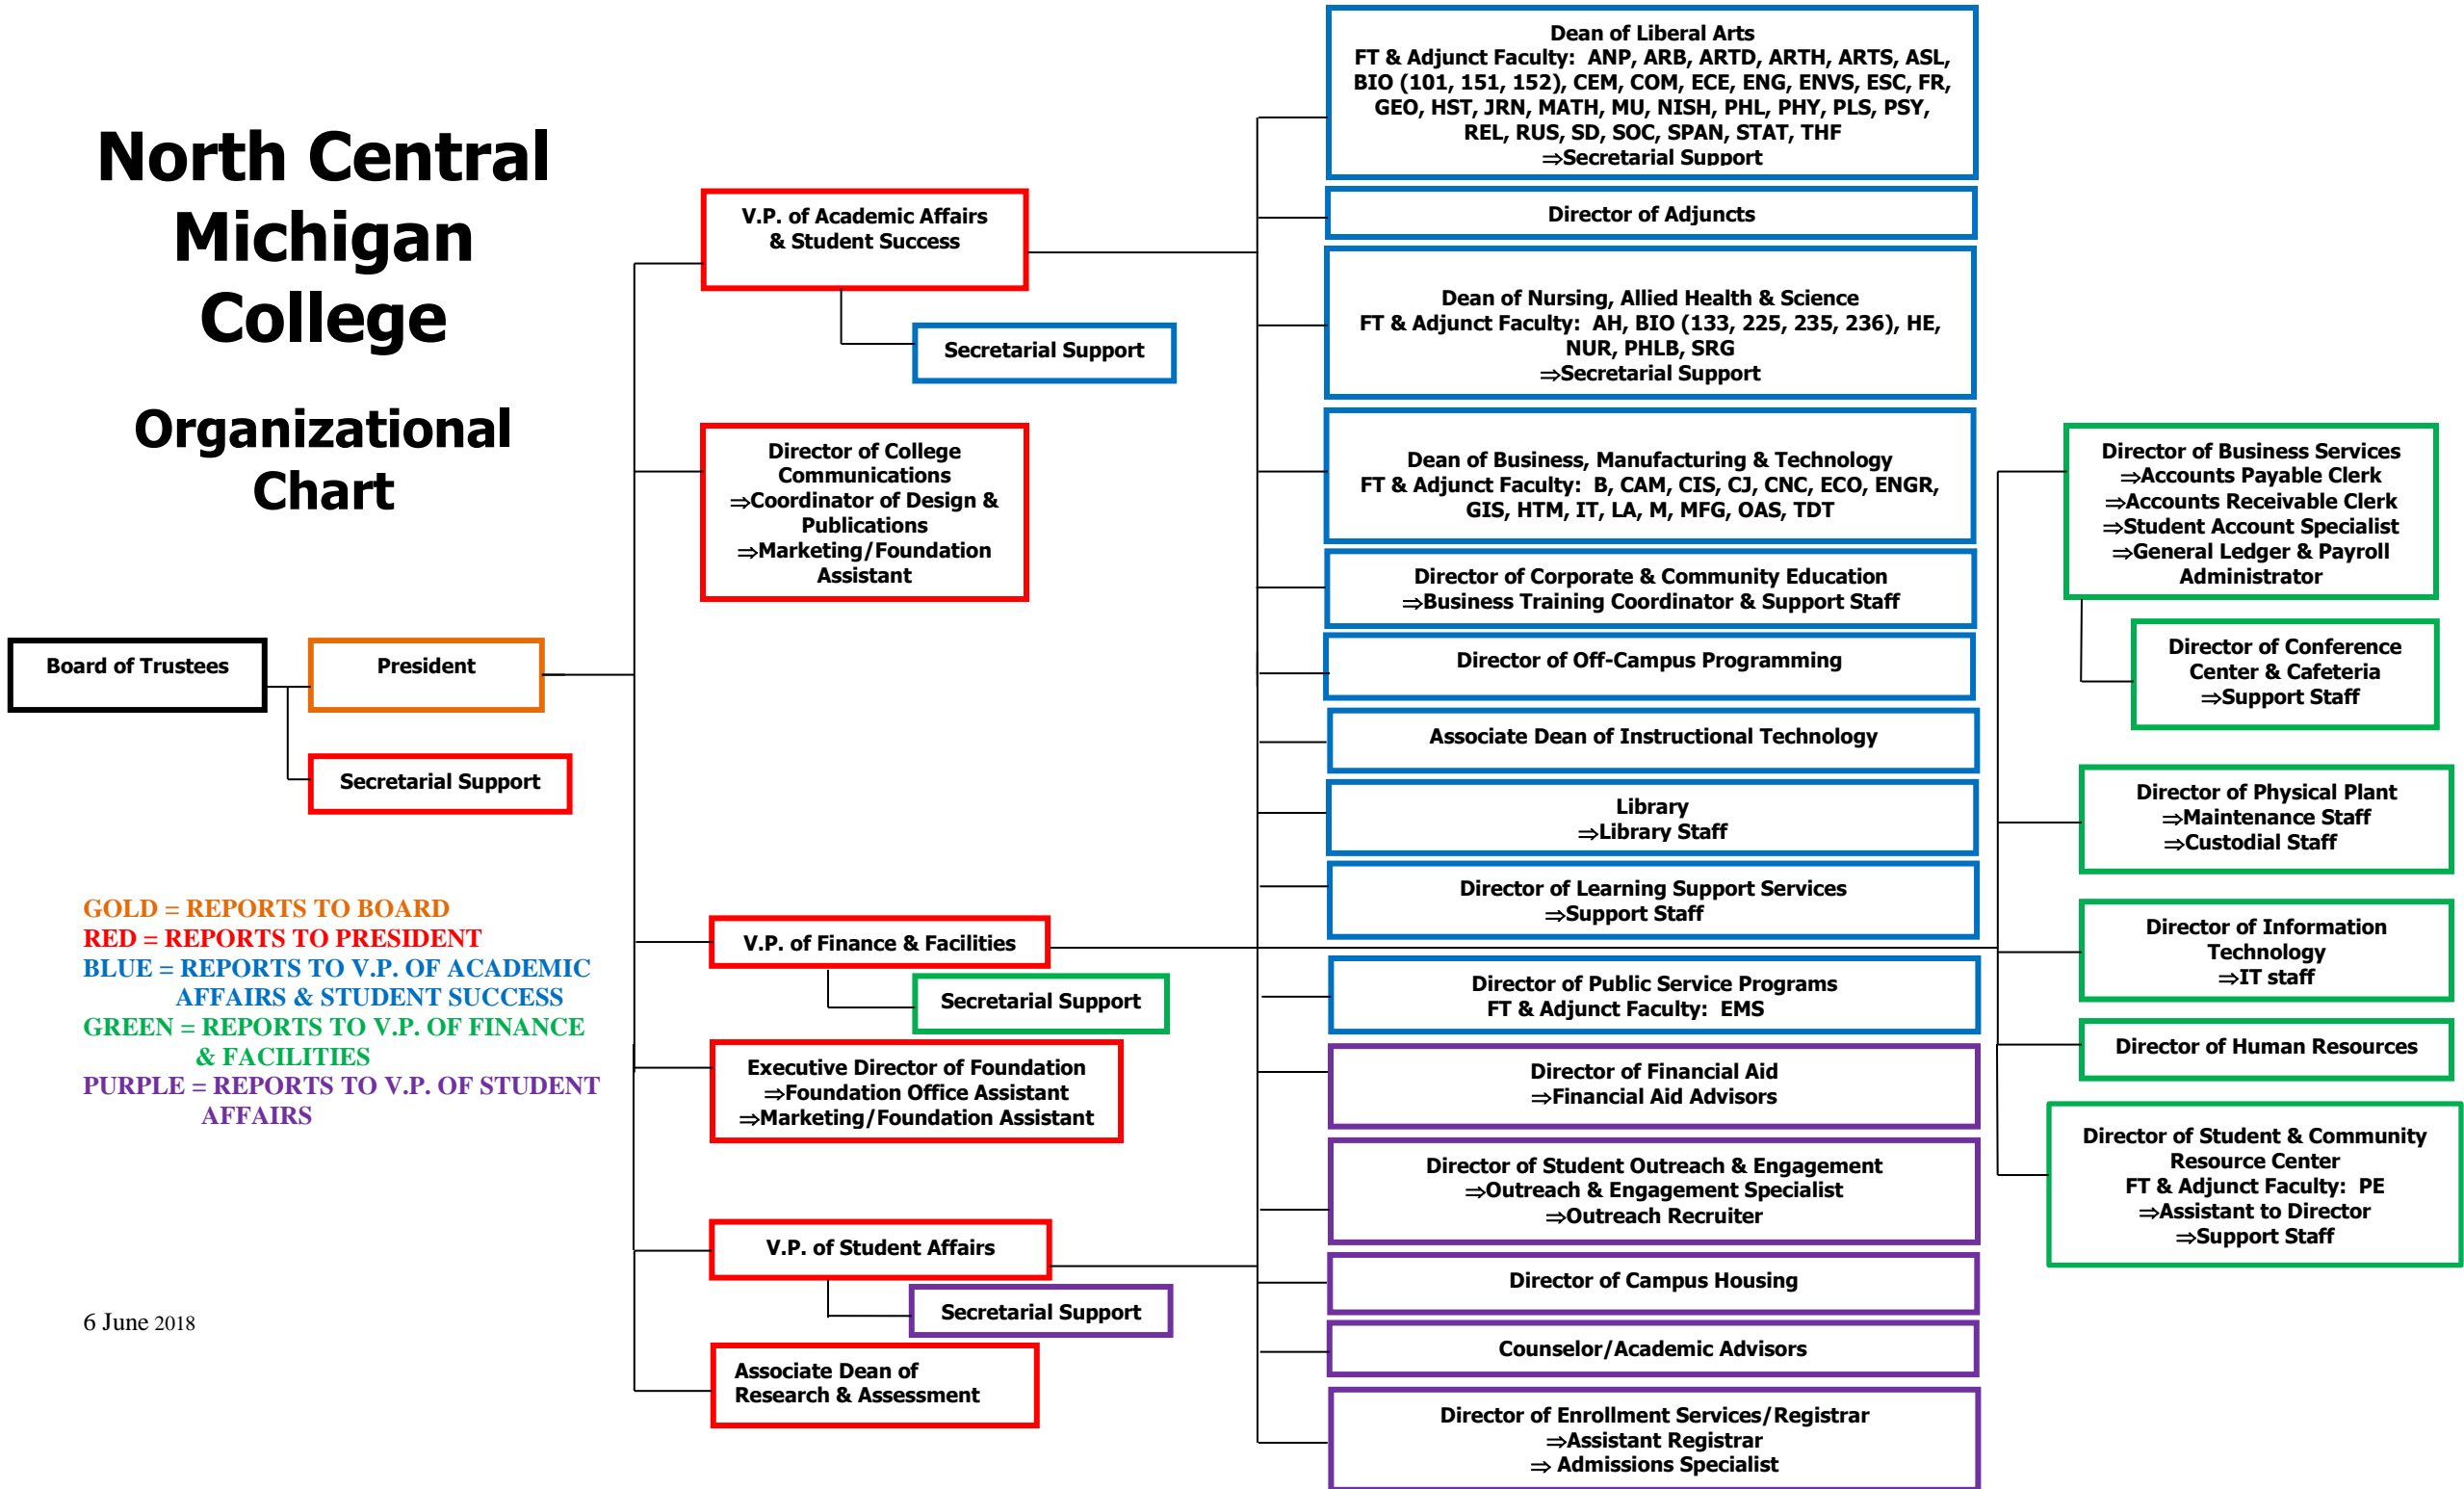 North Central
Michigan
College
Organizational
Chart
Board of Trustees
President
Secretarial Support
GOLD = REPORTS TO BOARD
RED = REPORTS TO PRESIDENT
BLUE = REPORTS TO V.P. OF ACADEMIC
AFFAIRS & STUDENT SUCCESS
GREEN = REPORTS TO V.P. OF FINANCE
& FACILITIES
PURPLE = REPORTS TO V.P. OF STUDENT
AFFAIRS
6 June 2018
V.P. of Academic Affairs
& Student Success
Secretarial Support
Director of College
Communications
⇒Coordinator of Design &
Publications
⇒Marketing/Foundation
Assistant
V.P. of Finance & Facilities
Secretarial Support
Executive Director of Foundation
⇒Foundation Office Assistant
⇒Marketing/Foundation Assistant
V.P. of Student Affairs
Secretarial Support
Associate Dean of
Research & Assessment
Dean of Liberal Arts
FT & Adjunct Faculty: ANP, ARB, ARTD, ARTH, ARTS, ASL,
BIO (101, 151, 152), CEM, COM, ECE, ENG, ENVS, ESC, FR,
GEO, HST, JRN, MATH, MU, NISH, PHL, PHY, PLS, PSY,
REL, RUS, SD, SOC, SPAN, STAT, THF
⇒Secretarial Support
Director of Adjuncts
Dean of Nursing, Allied Health & Science
FT & Adjunct Faculty: AH, BIO (133, 225, 235, 236), HE,
NUR, PHLB, SRG
⇒Secretarial Support
Dean of Business, Manufacturing & Technology
FT & Adjunct Faculty: B, CAM, CIS, CJ, CNC, ECO, ENGR,
GIS, HTM, IT, LA, M, MFG, OAS, TDT
Director of Corporate & Community Education
⇒Business Training Coordinator & Support Staff
Director of Off-Campus Programming
Associate Dean of Instructional Technology
Library
⇒Library Staff
Director of Learning Support Services
⇒Support Staff
Director of Public Service Programs
FT & Adjunct Faculty: EMS
Director of Financial Aid
⇒Financial Aid Advisors
Director of Student Outreach & Engagement
⇒Outreach & Engagement Specialist
⇒Outreach Recruiter
Director of Campus Housing
Counselor/Academic Advisors
Director of Enrollment Services/Registrar
⇒Assistant Registrar
⇒ Admissions Specialist
Director of Business Services
⇒Accounts Payable Clerk
⇒Accounts Receivable Clerk
⇒Student Account Specialist
⇒General Ledger & Payroll
Administrator
Director of Conference
Center & Cafeteria
⇒Support Staff
Director of Physical Plant
⇒Maintenance Staff
⇒Custodial Staff
Director of Information
Technology
⇒IT staff
Director of Human Resources
Director of Student & Community
Resource Center
FT & Adjunct Faculty: PE
⇒Assistant to Director
⇒Support Staff